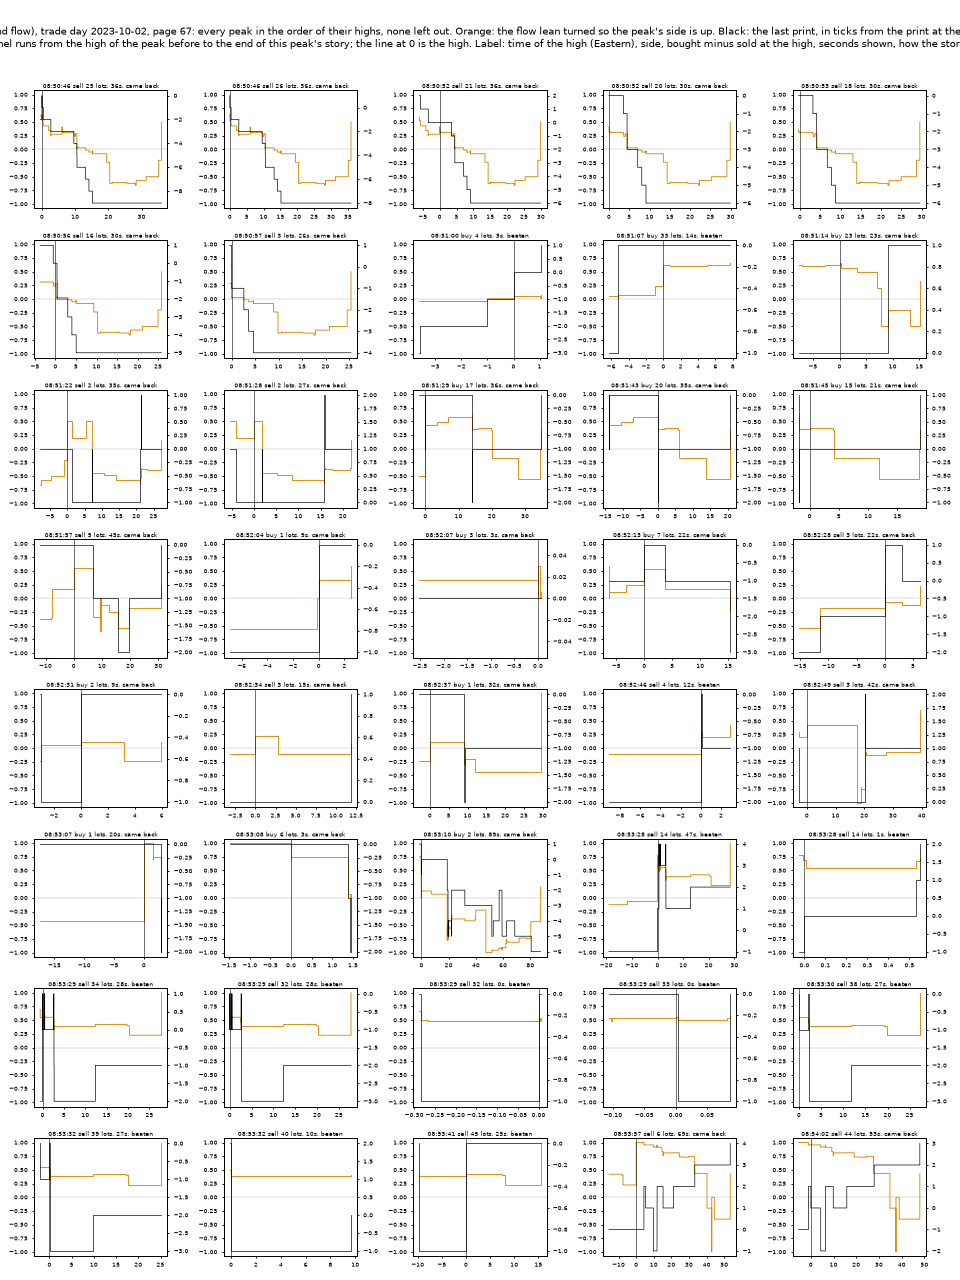 nd flow), trade day 2023-10-02, page 67: every peak in the order of their highs, none left out. Orange: the flow lean turned so the peak's side is up. Black: the last print, in ticks from the print at the
nel runs from the high of the peak before to the end of this peak's story; the line at 0 is the high. Label: time of the high (Eastern), side, bought minus sold at the high, seconds shown, how the stor
08:50:46 sell 25 lots. 36s. came back
08:50:46 sell 26 lots. 36s. came back
08:50:52 sell 21 lots. 36s. came back
08:50:52 sell 20 lots. 30s. came back
08:50:53 sell 18 lots. 30s. came back
08:50:56 sell 16 lots. 30s. came back
08:50:57 sell 3 lots. 26s. came back
08:51:00 buy 4 lots. 5s. beaten
08:51:07 buy 33 lots. 14s. beaten
08:51:14 buy 23 lots. 23s. came back
08:51:22 sell 2 lots. 35s. came back
08:51:28 sell 2 lots. 27s. came back
08:51:29 buy 17 lots. 36s. came back
08:51:43 buy 20 lots. 35s. came back
08:51:45 buy 15 lots. 21s. came back
08:51:57 sell 5 lots. 43s. came back
08:52:04 buy 1 lots. 9s. came back
08:52:07 buy 3 lots. 3s. came back
08:52:13 buy 7 lots. 22s. came back
08:52:28 sell 3 lots. 22s. came back
08:52:31 buy 2 lots. 9s. came back
08:52:34 sell 3 lots. 15s. came back
08:52:37 buy 1 lots. 32s. came back
08:52:46 sell 4 lots. 12s. beaten
08:52:49 sell 3 lots. 42s. came back
08:53:07 buy 1 lots. 20s. came back
08:53:08 buy 6 lots. 3s. came back
08:53:10 buy 2 lots. 89s. came back
08:53:28 sell 14 lots. 47s. beaten
08:53:28 sell 14 lots. 1s. beaten
08:53:29 sell 34 lots. 28s. beaten
08:53:29 sell 32 lots. 28s. beaten
08:53:29 sell 32 lots. 0s. beaten
08:53:29 sell 33 lots. 0s. beaten
08:53:30 sell 38 lots. 27s. beaten
08:53:32 sell 39 lots. 27s. beaten
08:53:32 sell 40 lots. 10s. beaten
08:53:41 sell 45 lots. 25s. beaten
08:53:57 sell 6 lots. 69s. came back
08:54:02 sell 44 lots. 53s. came back